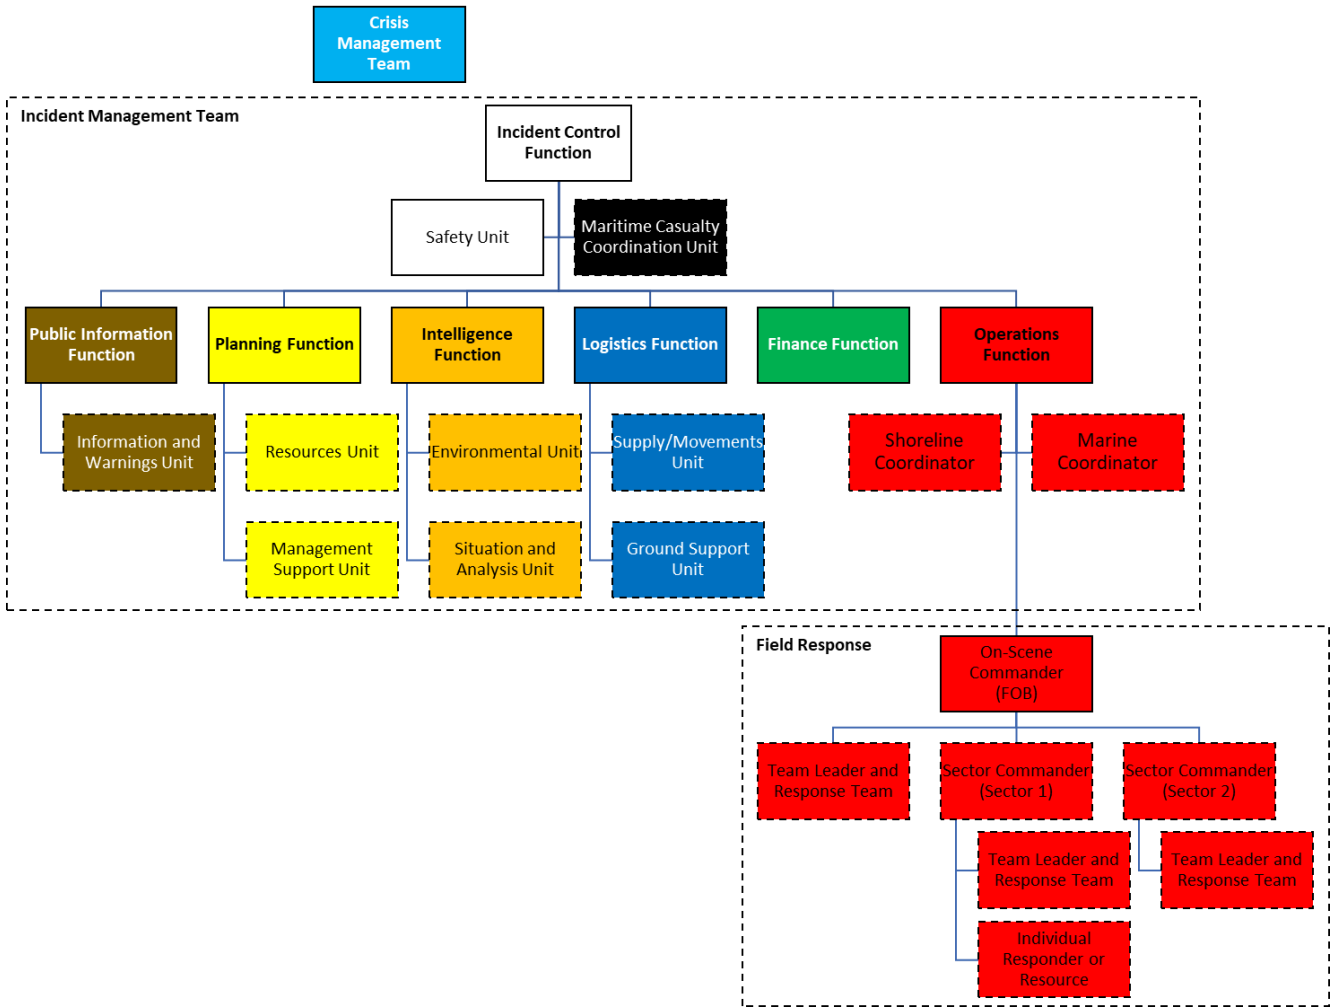 Crisis
Management
Team
Incident Management Team
Incident Control
Function
Safety Unit
Maritime Casualty
Coordination Unit
Public Information
Function
Planning Function
Intelligence
Function
Logistics Function
Finance Function
Operations
Function
Information and
Warnings Unit
Resources Unit
Environmental Unit
Supply/Movements
Unit
Shoreline
Coordinator
Marine
Coordinator
Management
Support Unit
Situation and
Analysis Unit
Ground Support
Unit
Field Response
On-Scene
Commander
(FOB)
Team Leader and
Response Team
Sector Commander
(Sector 1)
Sector Commander
(Sector 2)
Team Leader and
Response Team
Team Leader and
Response Team
Individual
Responder or
Resource